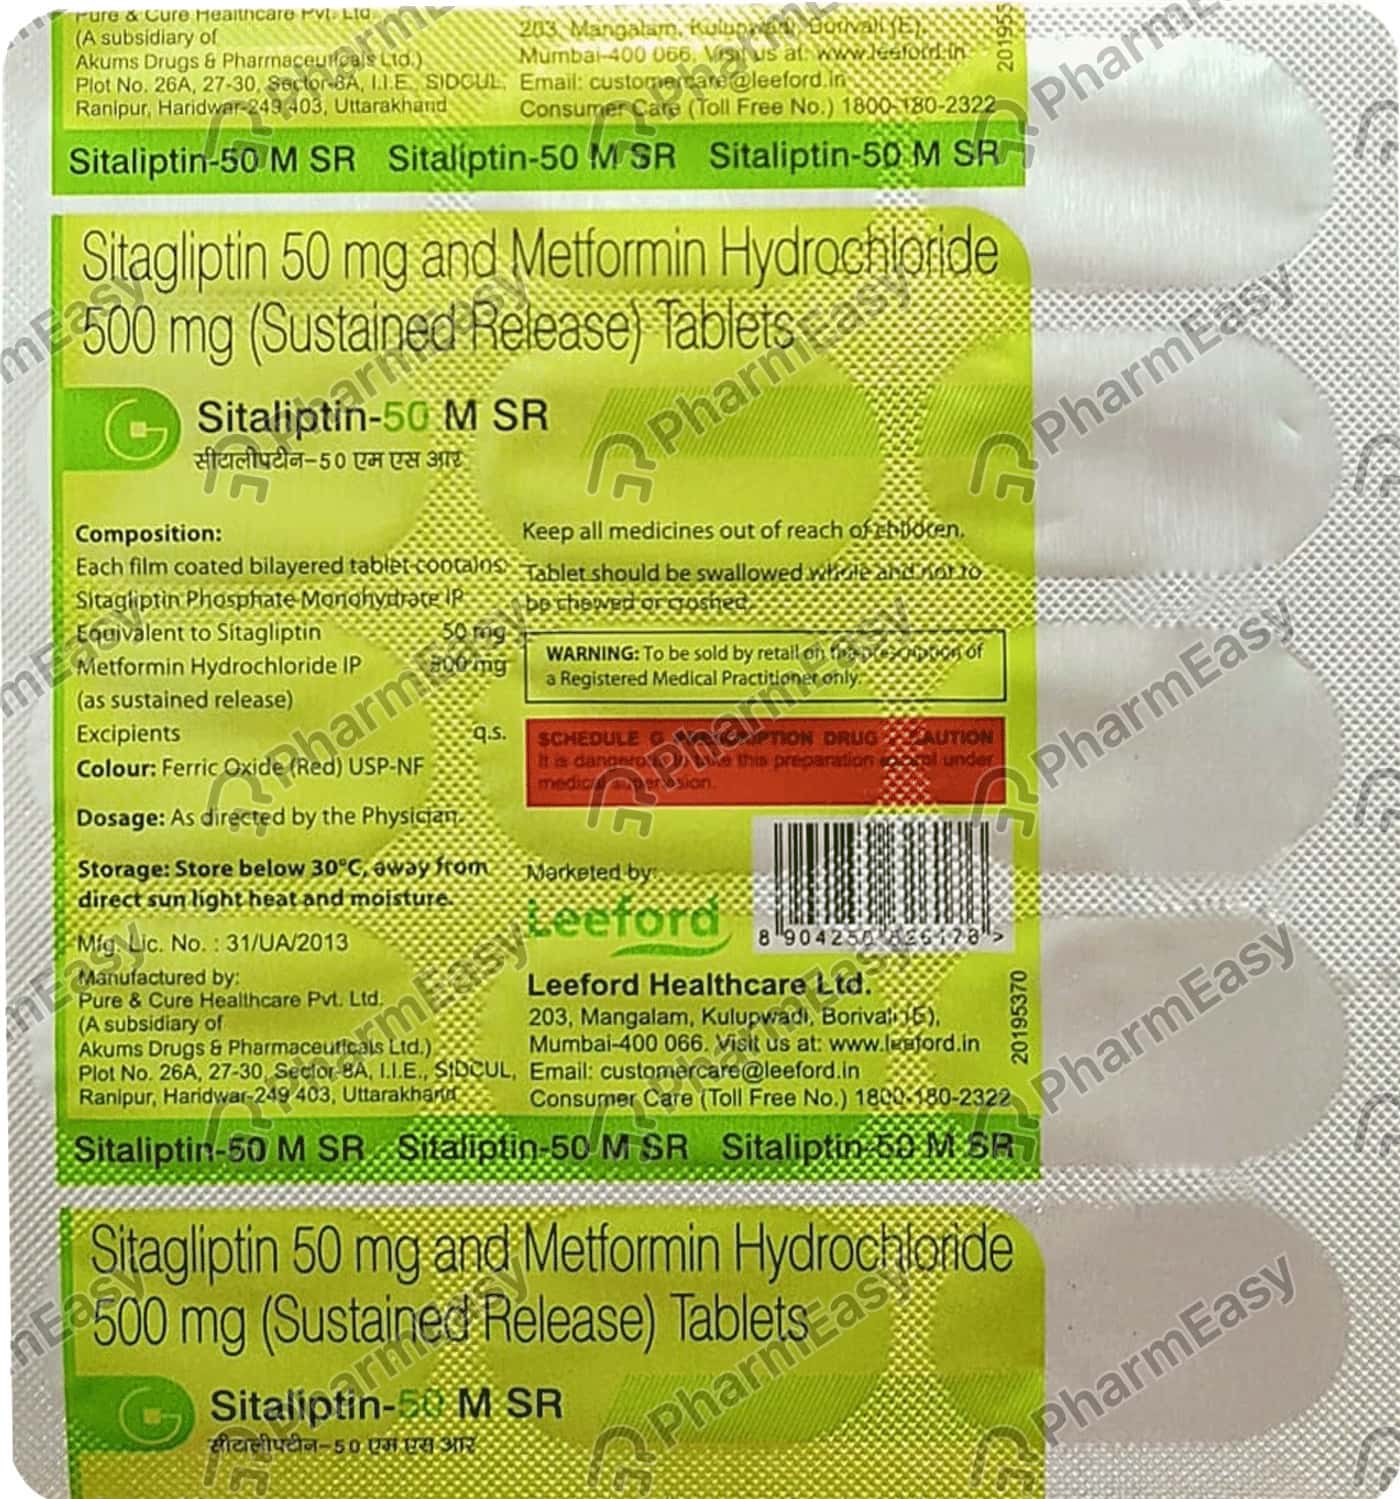 Pure & Cure Healthcare Pvt. Ltd.
(A subsidiary of
Akums Drugs & Pharmaceuticals Ltd.)
Plot No. 26A, 27-30, Sector-8A, I.I.E. SIDCUL,
Ranipur, Haridwar-249 403, Uttarakhand
203, Mangalam, Kulupwadi, Borivali (E),
Mumbai-400 066. Visit us at: www.leeford.in
Email: customercare@leeford.in
Consumer Care (Toll Free No.) 1800-180-2322
Sitaliptin-50 M SR Sitaliptin-50 M SR Sitaliptin-50 M SR
Sitagliptin 50 mg and Metformin Hydrochloride
500 mg (Sustained Release) Tablets
Sitaliptin-50 M SR
सीटालीपटीन-50 एम एस आर
Composition:
Each film coated bilayered tablet contains:
Sitagliptin Phosphate Monohydrate IP
Equivalent to Sitagliptin 50 mg
Metformin Hydrochloride IP 500 mg
(as sustained release)
Excipients q.s.
Colour: Ferric Oxide (Red) USP-NF
Dosage: As directed by the Physician.
Storage: Store below 30°C, away from
direct sun light heat and moisture.
Mfg. Lic. No. : 31/UA/2013
Manufactured by:
Pure & Cure Healthcare Pvt. Ltd.
(A subsidiary of
Akums Drugs & Pharmaceuticals Ltd.)
Plot No. 26A, 27-30, Sector-8A, I.I.E., SIDCUL,
Ranipur, Haridwar-249 403, Uttarakhand
Keep all medicines out of reach of children.
Tablet should be swallowed whole and not to
be chewed or crushed.
WARNING: To be sold by retail on the prescription of
a Registered Medical Practitioner only.
SCHEDULE G PRESCRIPTION DRUG - CAUTION
It is dangerous to take this preparation except under
medical supervision.
Marketed by:
Leeford
Leeford Healthcare Ltd.
203, Mangalam, Kulupwadi, Borivali (E),
Mumbai-400 066. Visit us at: www.leeford.in
Email: customercare@leeford.in
Consumer Care (Toll Free No.) 1800-180-2322
20195370
Sitaliptin-50 M SR Sitaliptin-50 M SR Sitaliptin-50 M SR
Sitagliptin 50 mg and Metformin Hydrochloride
500 mg (Sustained Release) Tablets
Sitaliptin-50 M SR
सीटालीपटीन-50 एम एस आर
PharmEasy